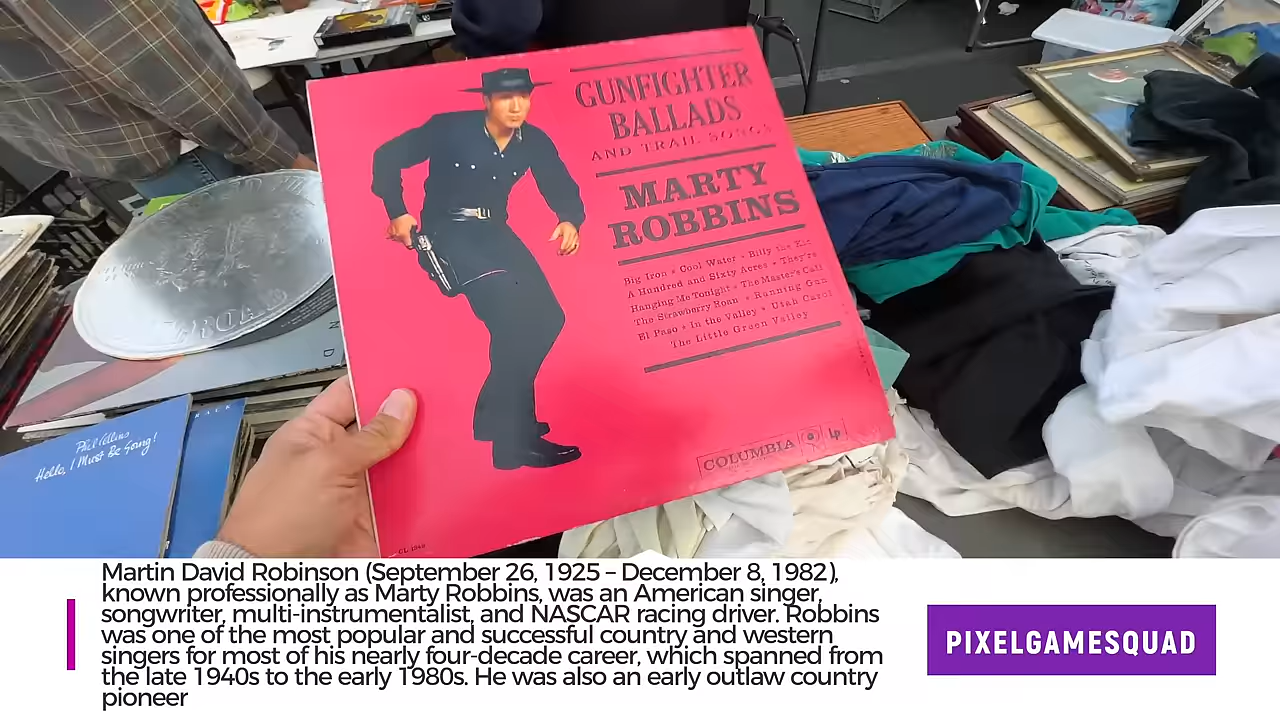 GUNFIGHTER
BALLADS
AND TRAIL SONGS
MARTY
ROBBINS
Big Iron • Cool Water • Billy the Kid
A Hundred and Sixty Acres • They're
Hanging Me Tonight • The Master's Call
The Strawberry Roan • Running Gun
El Paso • In the Valley • Utah Carol
The Little Green Valley
COLUMBIA
Lp
Phil Collins
Hello, I Must Be Going!
Martin David Robinson (September 26, 1925 – December 8, 1982),
known professionally as Marty Robbins, was an American singer,
songwriter, multi-instrumentalist, and NASCAR racing driver. Robbins
was one of the most popular and successful country and western
singers for most of his nearly four-decade career, which spanned from
the late 1940s to the early 1980s. He was also an early outlaw country
pioneer
PIXELGAMESQUAD